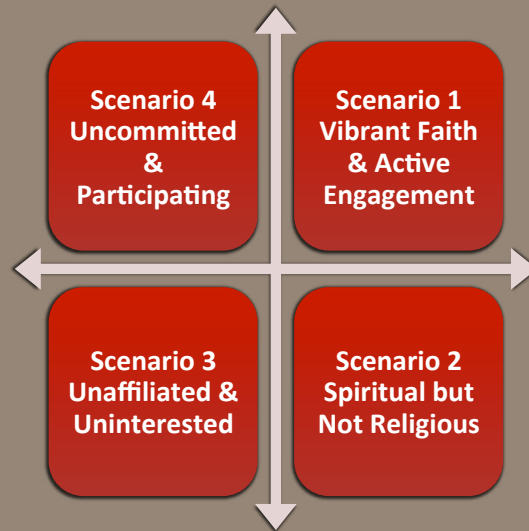 Scenario 4
Uncommitted
&
Participating
Scenario 1
Vibrant Faith
& Active
Engagement
Scenario 3
Unaffiliated &
Uninterested
Scenario 2
Spiritual but
Not Religious